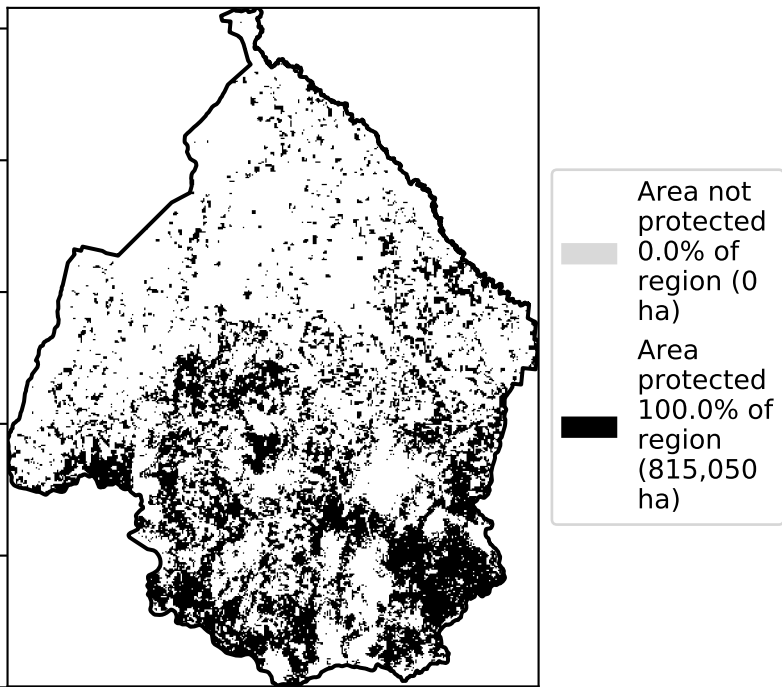 Area not
protected
0.0% of
region (0
ha)
Area
protected
100.0% of
region
(815,050
ha)